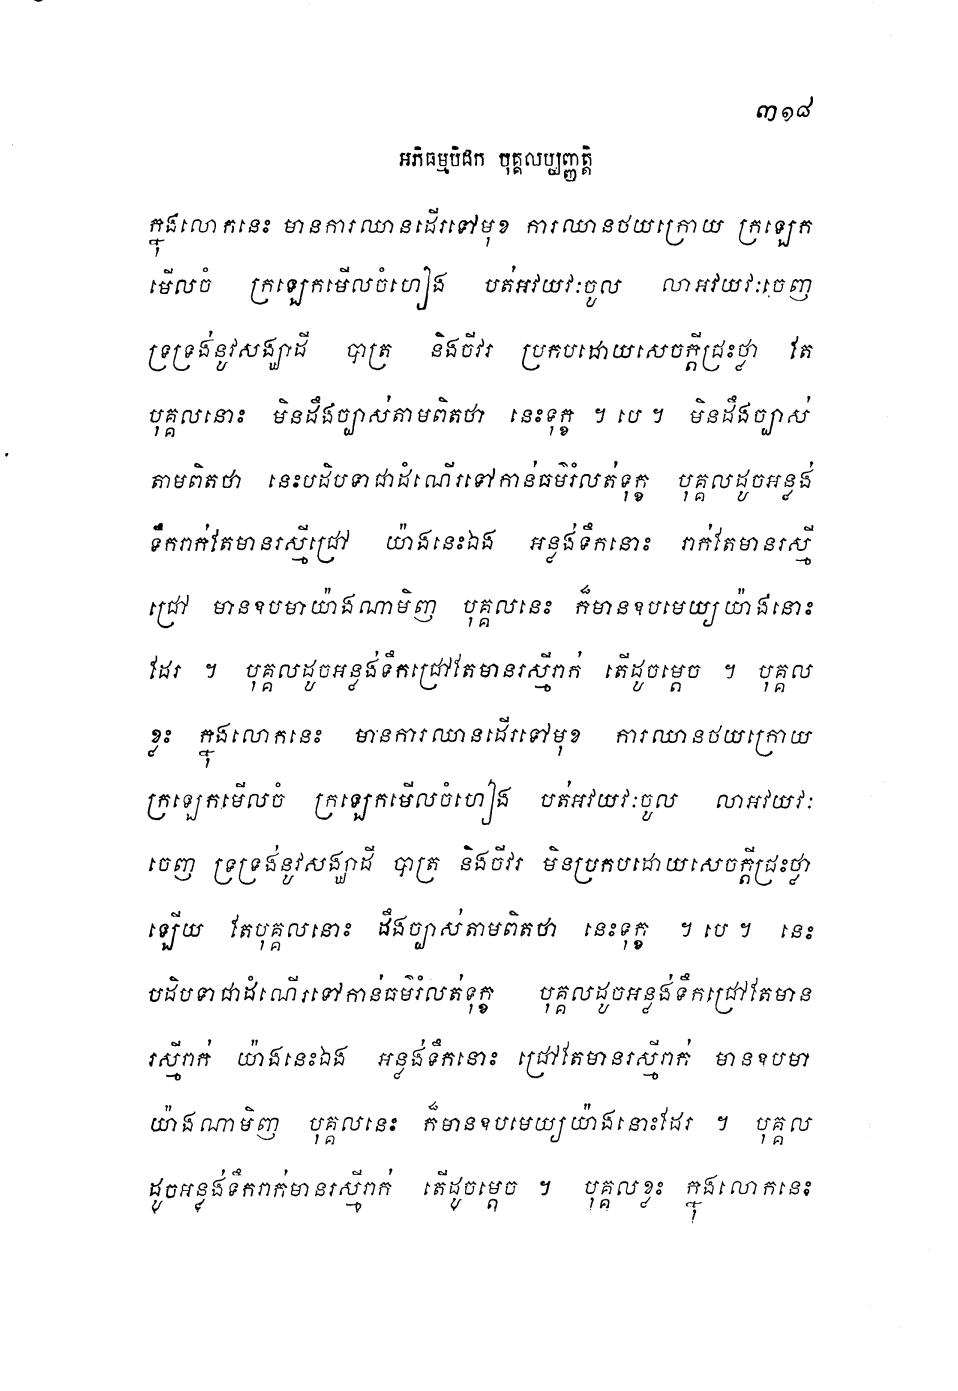 ៣១៨
អភិធម្មបិដក បុគ្គលប្បញ្ញត្តិ
ក្នុងលោកនេះ មានការឈានដើរទៅមុខ ការឈានថយក្រោយ ក្រឡេក
មើលចំ ក្រឡេកមើលចំហៀង បត់អវយវៈចូល លាអវយវៈចេញ
ទ្រទ្រង់នូវសង្ឃាដី បាត្រ និងចីវរ ប្រកបដោយសេចក្តីជ្រះថ្លា តែ
បុគ្គលនោះ មិនដឹងច្បាស់តាមពិតថា នេះទុក្ខ ។ បេ ។ មិនដឹងច្បាស់
តាមពិតថា នេះបដិបទាជាដំណើរទៅកាន់ធម៌រំលត់ទុក្ខ បុគ្គលដូចអន្លង់
ទឹករាក់តែមានរស្មីជ្រៅ យ៉ាងនេះឯង អន្លង់ទឹកនោះ រាក់តែមានរស្មី
ជ្រៅ មានឧបមាយ៉ាងណាមិញ បុគ្គលនេះ ក៏មានឧបមេយ្យយ៉ាងនោះ
ដែរ ។ បុគ្គលដូចអន្លង់ទឹកជ្រៅតែមានរស្មីរាក់ តើដូចម្តេច ។ បុគ្គល
ខ្លះ ក្នុងលោកនេះ មានការឈានដើរទៅមុខ ការឈានថយក្រោយ
ក្រឡេកមើលចំ ក្រឡេកមើលចំហៀង បត់អវយវៈចូល លាអវយវៈ
ចេញ ទ្រទ្រង់នូវសង្ឃាដី បាត្រ និងចីវរ មិនប្រកបដោយសេចក្តីជ្រះថ្លា
ឡើយ តែបុគ្គលនោះ ដឹងច្បាស់តាមពិតថា នេះទុក្ខ ។ បេ ។ នេះ
បដិបទាជាដំណើរទៅកាន់ធម៌រំលត់ទុក្ខ បុគ្គលដូចអន្លង់ទឹកជ្រៅតែមាន
រស្មីរាក់ យ៉ាងនេះឯង អន្លង់ទឹកនោះ ជ្រៅតែមានរស្មីរាក់ មានឧបមា
យ៉ាងណាមិញ បុគ្គលនេះ ក៏មានឧបមេយ្យយ៉ាងនោះដែរ ។ បុគ្គល
ដូចអន្លង់ទឹករាក់មានរស្មីរាក់ តើដូចម្តេច ។ បុគ្គលខ្លះ ក្នុងលោកនេះ